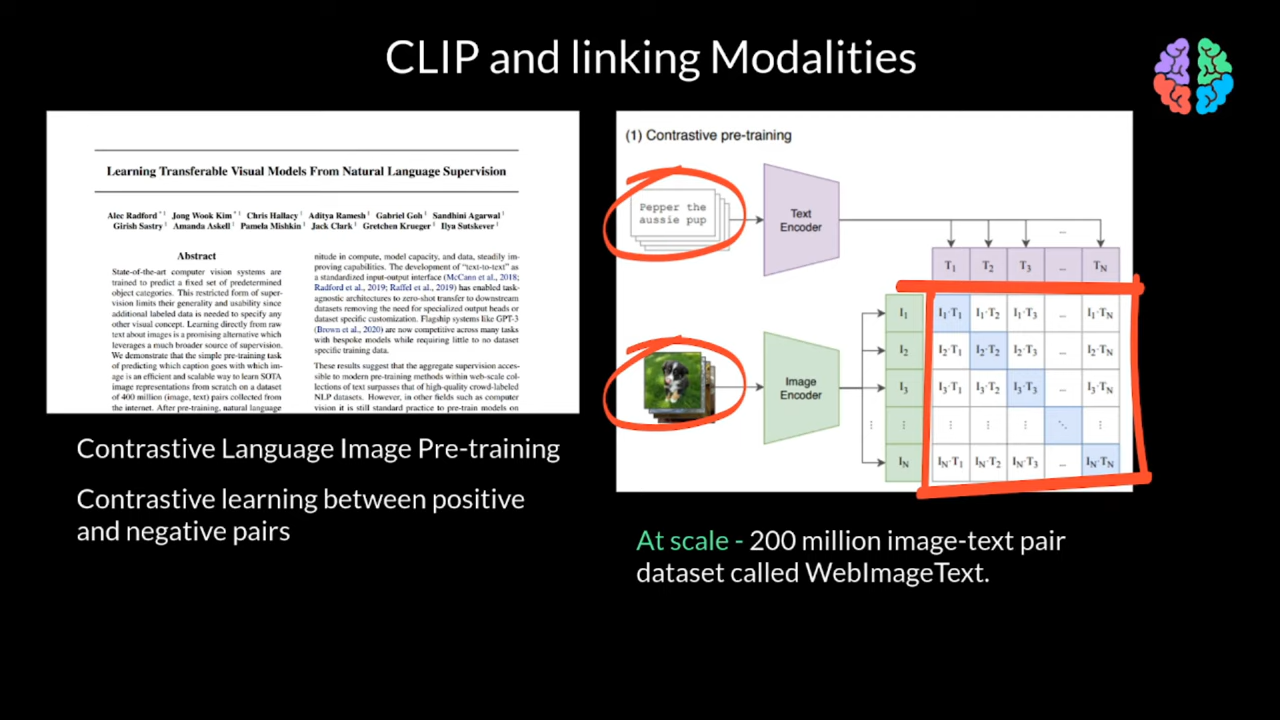 CLIP and linking Modalities
Learning Transferable Visual Models From Natural Language Supervision
Alec Radford * 1 Jong Wook Kim * 1 Chris Hallacy 1 Aditya Ramesh 1 Gabriel Goh 1 Sandhini Agarwal 1
Girish Sastry 1 Amanda Askell 1 Pamela Mishkin 1 Jack Clark 1 Gretchen Krueger 1 Ilya Sutskever 1
Abstract
State-of-the-art computer vision systems are
trained to predict a fixed set of predetermined
object categories. This restricted form of super-
vision limits their generality and usability since
additional labeled data is needed to specify any
other visual concept. Learning directly from raw
text about images is a promising alternative which
leverages a much broader source of supervision.
We demonstrate that the simple pre-training task
of predicting which caption goes with which im-
age is an efficient and scalable way to learn SOTA
image representations from scratch on a dataset
of 400 million (image, text) pairs collected from
the internet. After pre-training, natural language
nitude in compute, model capacity, and data, steadily im-
proving capabilities. The development of "text-to-text" as
a standardized input-output interface (McCann et al., 2018;
Radford et al., 2019; Raffel et al., 2019) has enabled task-
agnostic architectures to zero-shot transfer to downstream
datasets removing the need for specialized output heads or
dataset specific customization. Flagship systems like GPT-3
(Brown et al., 2020) are now competitive across many tasks
with bespoke models while requiring little to no dataset
specific training data.
These results suggest that the aggregate supervision acces-
sible to modern pre-training methods within web-scale col-
lections of text surpasses that of high-quality crowd-labeled
NLP datasets. However, in other fields such as computer
vision it is still standard practice to pre-train models on
Contrastive Language Image Pre-training
Contrastive learning between positive
and negative pairs
(1) Contrastive pre-training
Pepper the
aussie pup
Text
Encoder
...
T1 T2 T3 ... TN
Image
Encoder
I1 I1·T1 I1·T2 I1·T3 ... I1·TN
I2 I2·T1 I2·T2 I2·T3 ... I2·TN
I3 I3·T1 I3·T2 I3·T3 ... I3·TN
⋮ ⋮ ⋮ ⋮ ⋮ ⋱ ⋮
IN IN·T1 IN·T2 IN·T3 ... IN·TN
At scale - 200 million image-text pair
dataset called WebImageText.